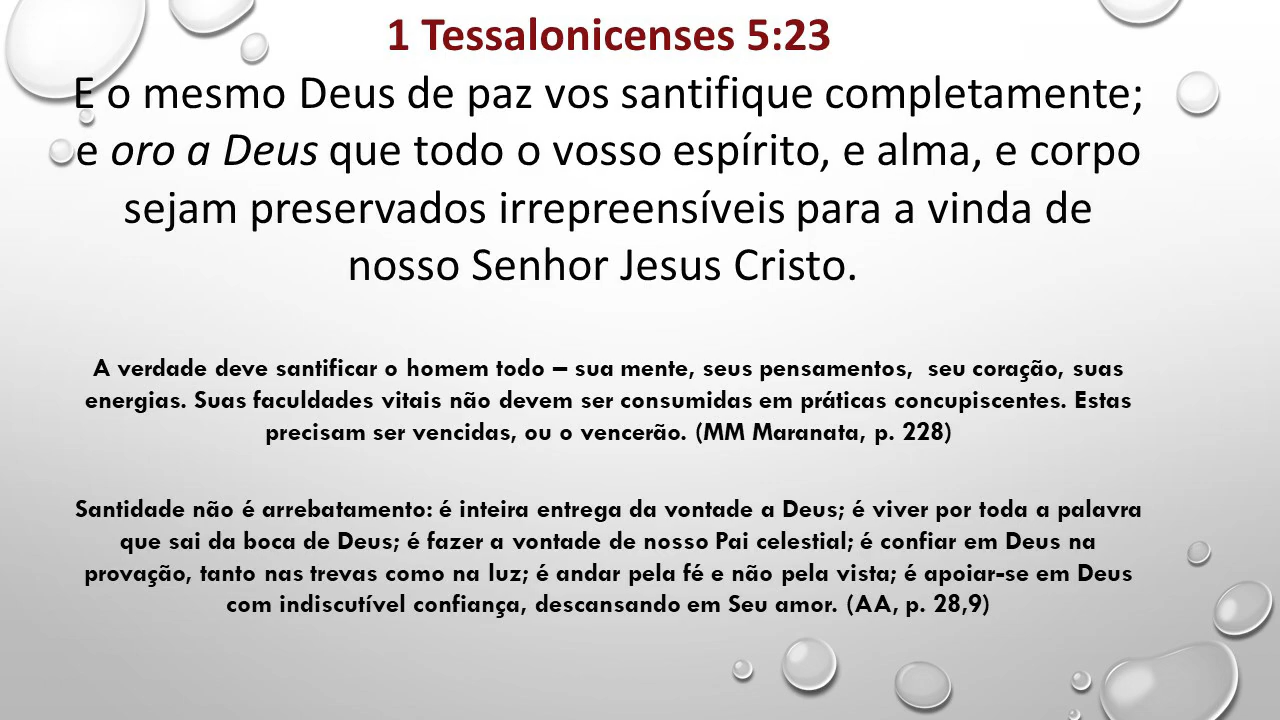 1 Tessalonicenses 5:23
E o mesmo Deus de paz vos santifique completamente;
e oro a Deus que todo o vosso espírito, e alma, e corpo
sejam preservados irrepreensíveis para a vinda de
nosso Senhor Jesus Cristo.
A verdade deve santificar o homem todo – sua mente, seus pensamentos, seu coração, suas
energias. Suas faculdades vitais não devem ser consumidas em práticas concupiscentes. Estas
precisam ser vencidas, ou o vencerão. (MM Maranata, p. 228)
Santidade não é arrebatamento: é inteira entrega da vontade a Deus; é viver por toda a palavra
que sai da boca de Deus; é fazer a vontade de nosso Pai celestial; é confiar em Deus na
provação, tanto nas trevas como na luz; é andar pela fé e não pela vista; é apoiar-se em Deus
com indiscutível confiança, descansando em Seu amor. (AA, p. 28,9)